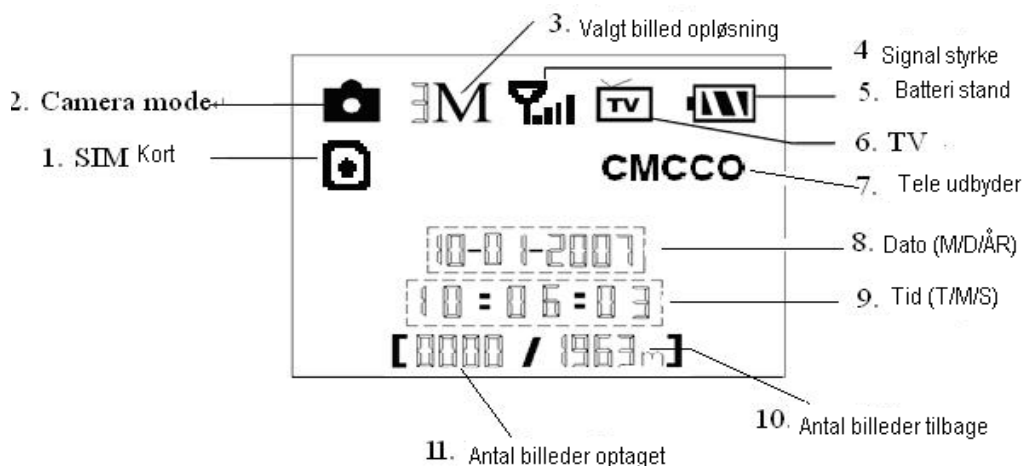 3. Valgt billed opløsning
4 Signal styrke
2. Camera mode
3M
TV
5. Batteri stand
1. SIM Kort
6. TV
CMCCO
7. Tele udbyder
10-01-2007
8. Dato (M/D/ÅR)
10:06:03
9. Tid (T/M/S)
[0000 / 1963m]
10. Antal billeder tilbage
11. Antal billeder optaget